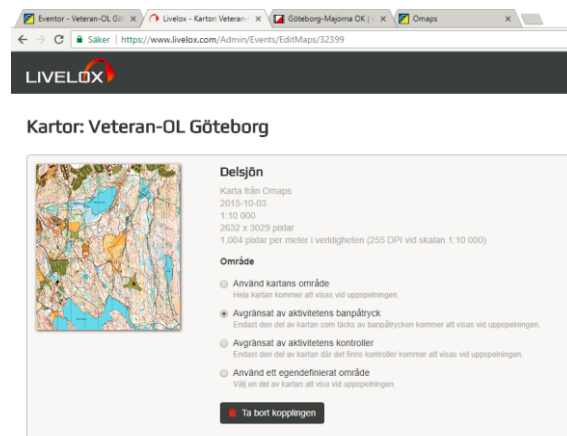 Eventor - Veteran-OL Göt
Livelox - Kartor: Veteran-
Göteborg-Majorna OK |
Omaps
Säker | https://www.livelox.com/Admin/Events/EditMaps/32399
LIVELOX
Kartor: Veteran-OL Göteborg
Delsjön
Karta från Omaps
2015-10-03
1:10 000
2632 x 3029 pixlar
1,004 pixlar per meter i verkligheten (255 DPI vid skalan 1:10 000)
Område
Använd kartans område
Hela kartan kommer att visas vid uppspelningen.
Avgränsat av aktivitetens banpåtryck
Endast den del av kartan som täcks av banpåtrycken kommer att visas vid uppspelningen.
Avgränsat av aktivitetens kontroller
Endast den del av kartan där det finns kontroller kommer att visas vid uppspelningen.
Använd ett egendefinierat område
Välj en del av kartan att visa vid uppspelningen.
Ta bort kopplingen